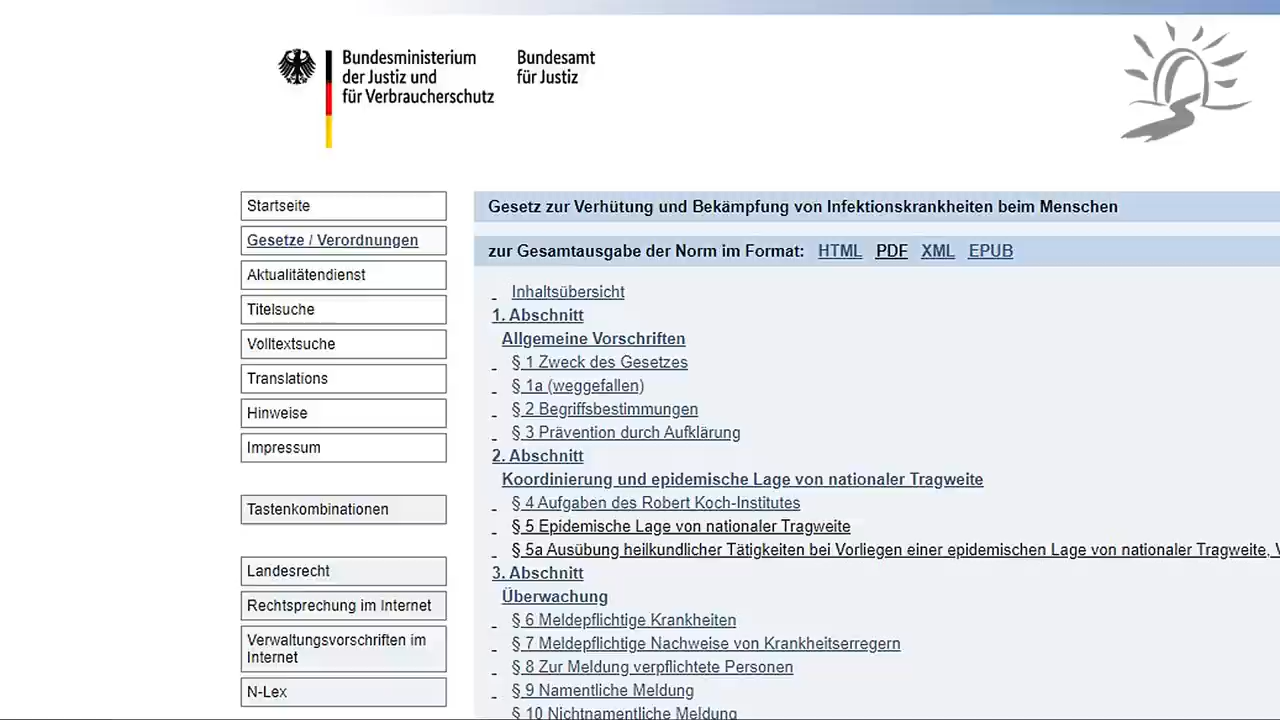 Bundesministerium
der Justiz und
für Verbraucherschutz
Bundesamt
für Justiz
Startseite
Gesetze / Verordnungen
Aktualitätendienst
Titelsuche
Volltextsuche
Translations
Hinweise
Impressum
Tastenkombinationen
Landesrecht
Rechtsprechung im Internet
Verwaltungsvorschriften im
Internet
N-Lex
Gesetz zur Verhütung und Bekämpfung von Infektionskrankheiten beim Menschen
zur Gesamtausgabe der Norm im Format: HTML PDF XML EPUB
Inhaltsübersicht
1. Abschnitt
Allgemeine Vorschriften
§ 1 Zweck des Gesetzes
§ 1a (weggefallen)
§ 2 Begriffsbestimmungen
§ 3 Prävention durch Aufklärung
2. Abschnitt
Koordinierung und epidemische Lage von nationaler Tragweite
§ 4 Aufgaben des Robert Koch-Institutes
§ 5 Epidemische Lage von nationaler Tragweite
§ 5a Ausübung heilkundlicher Tätigkeiten bei Vorliegen einer epidemischen Lage von nationaler Tragweite,
3. Abschnitt
Überwachung
§ 6 Meldepflichtige Krankheiten
§ 7 Meldepflichtige Nachweise von Krankheitserregern
§ 8 Zur Meldung verpflichtete Personen
§ 9 Namentliche Meldung
§ 10 Nichtnamentliche Meldung